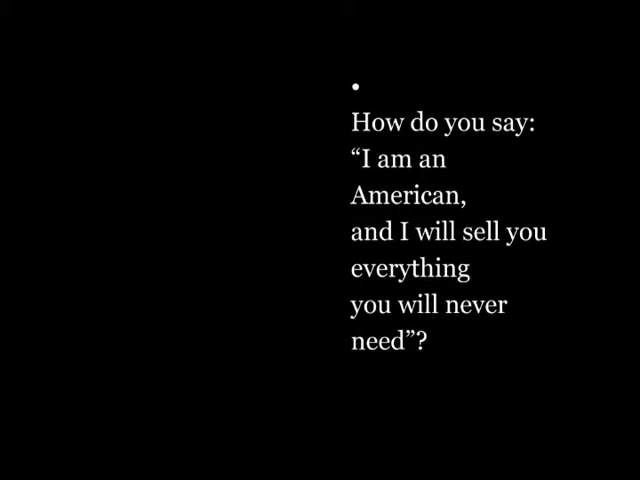 •
How do you say:
“I am an
American,
and I will sell you
everything
you will never
need”?